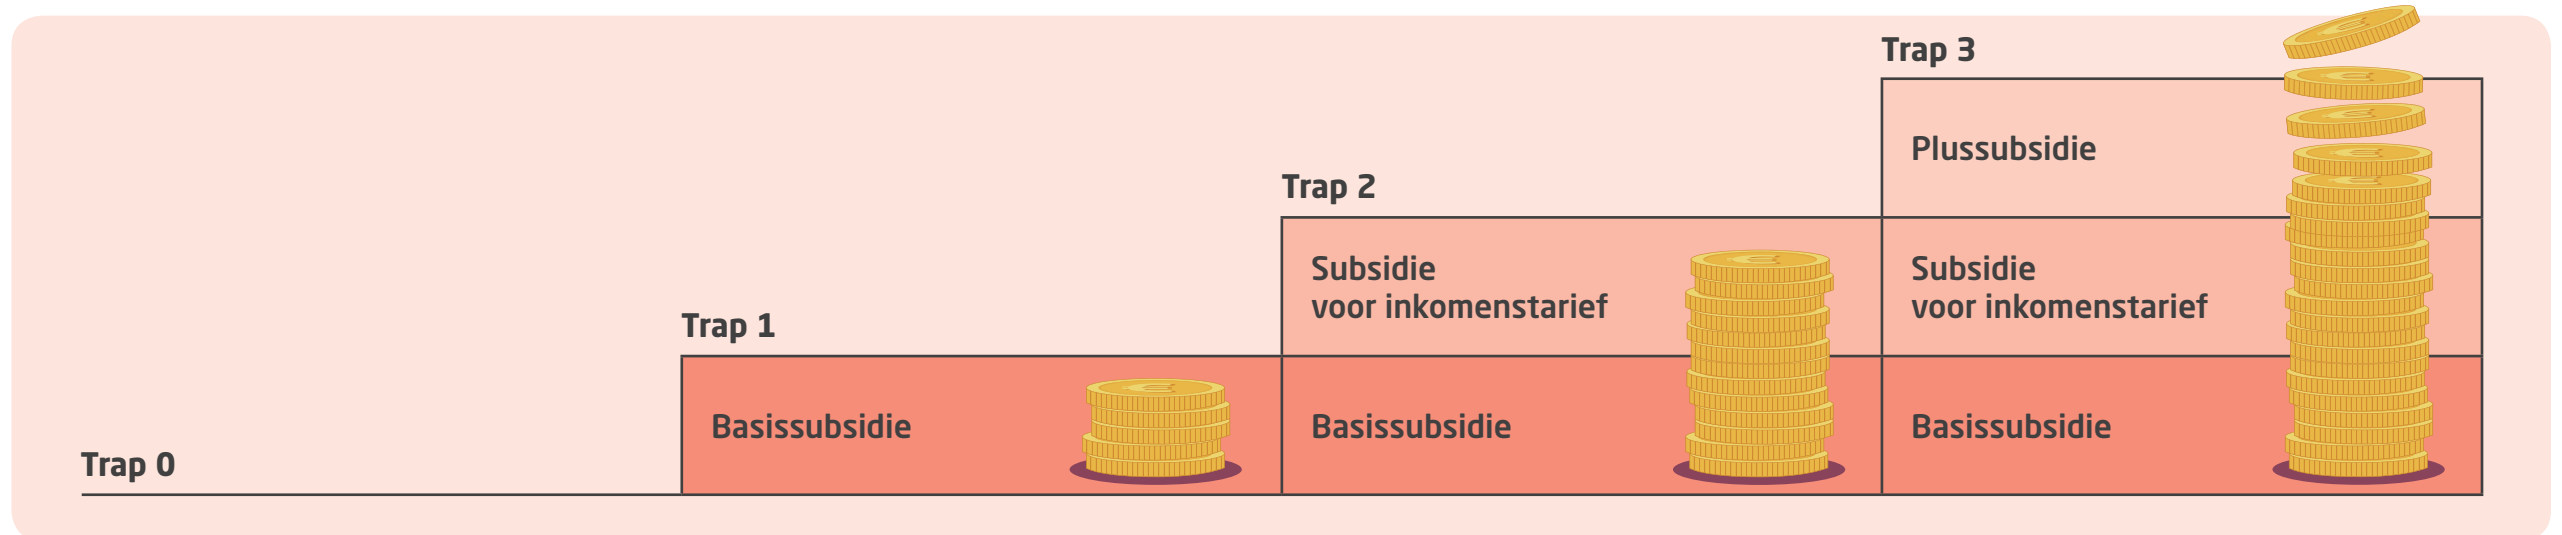 Trap 0
Trap 1
Basissubsidie
Trap 2
Subsidie
voor inkomenstarief
Basissubsidie
Trap 3
Plussubsidie
Subsidie
voor inkomenstarief
Basissubsidie